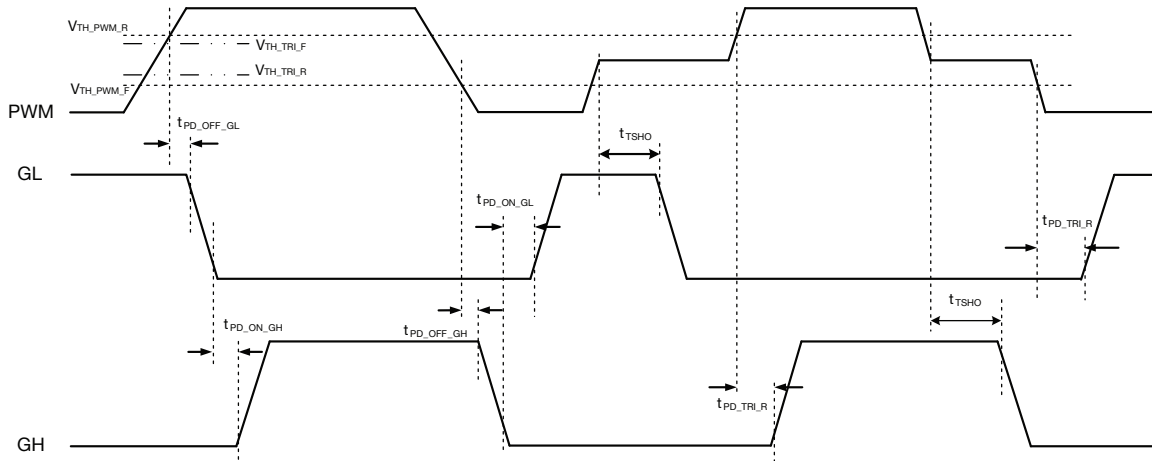 VTH_PWM_R
VTH_TRI_F
VTH_TRI_R
VTH_PWM_F
PWM
tPD_OFF_GL
tTSHO
GL
tPD_ON_GL
tPD_TRI_R
tTSHO
tPD_ON_GH
tPD_OFF_GH
tPD_TRI_R
GH